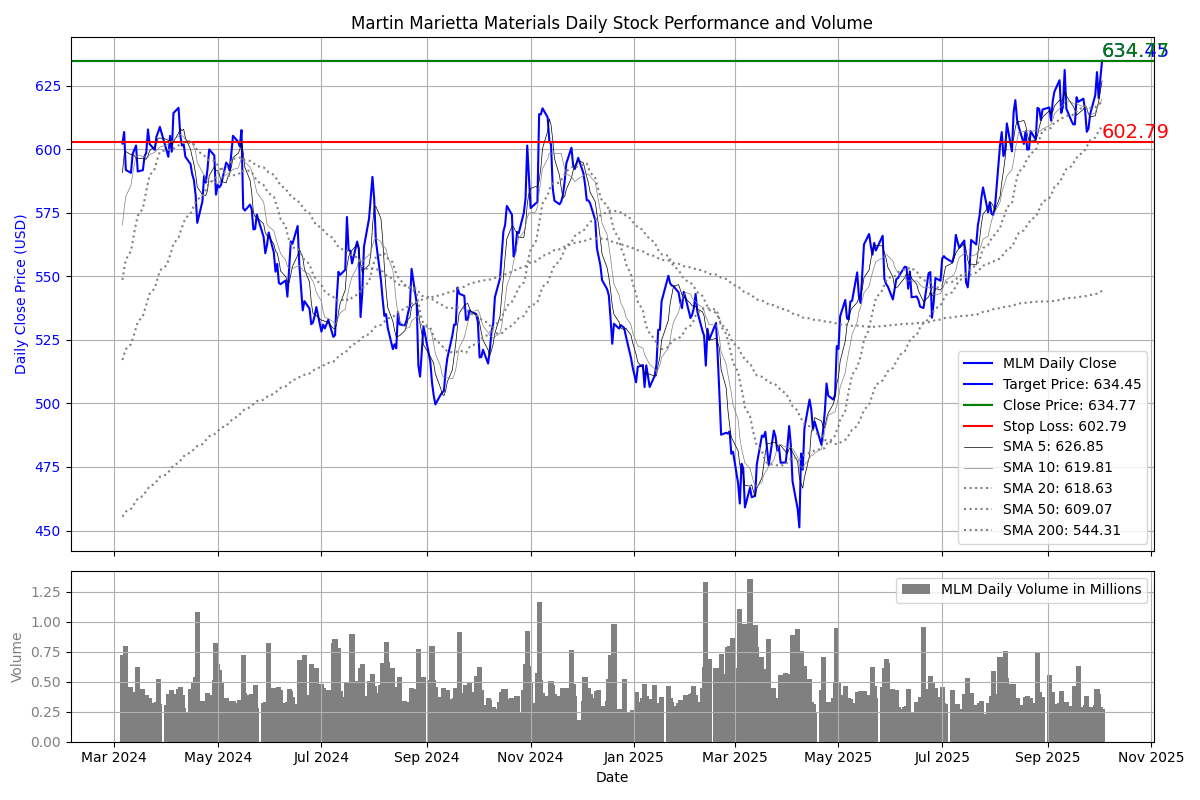 Martin Marietta Materials Daily Stock Performance and Volume
634.77
602.79
Daily Close Price (USD)
625
600
575
550
525
500
475
450
MLM Daily Close
Target Price: 634.45
Close Price: 634.77
Stop Loss: 602.79
SMA 5: 626.85
SMA 10: 619.81
SMA 20: 618.63
SMA 50: 609.07
SMA 200: 544.31
Volume
1.25
1.00
0.75
0.50
0.25
0.00
MLM Daily Volume in Millions
Mar 2024 May 2024 Jul 2024 Sep 2024 Nov 2024 Jan 2025 Mar 2025 May 2025 Jul 2025 Sep 2025 Nov 2025
Date